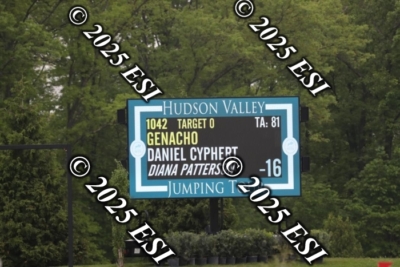 © 2025 ESI
© 2025 ESI
HUDSON VALLEY
1042 TARGET 0 TA: 81
GENACHO
DANIEL CYPHERT
DIANA PATTERS -16
JUMPING
© 2025 ESI
© 2025 ESI